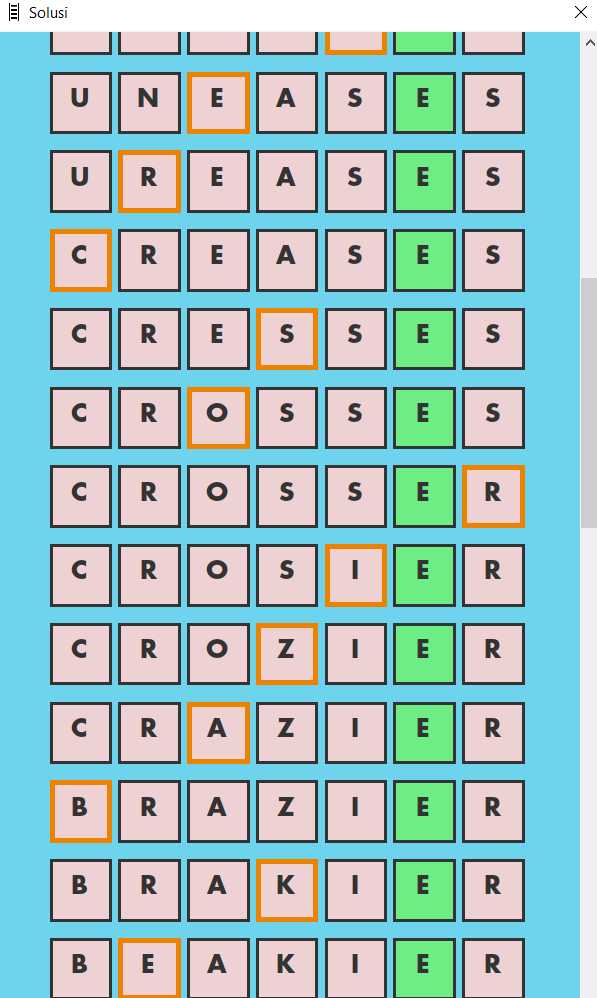 Solusi
U N E A S E S
U R E A S E S
C R E A S E S
C R E S S E S
C R O S S E S
C R O S S E R
C R O S I E R
C R O Z I E R
C R A Z I E R
B R A Z I E R
B R A K I E R
B E A K I E R